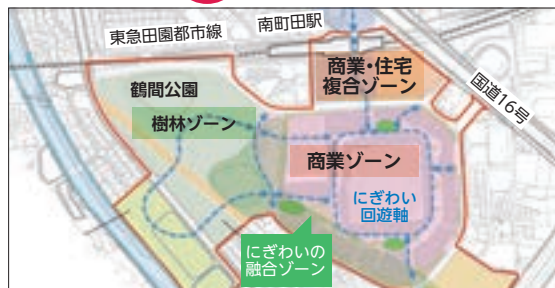 東急田園都市線
南町田駅
国道16号
商業・住宅
複合ゾーン
鶴間公園
樹林ゾーン
商業ゾーン
にぎわい
回遊軸
にぎわいの
融合ゾーン